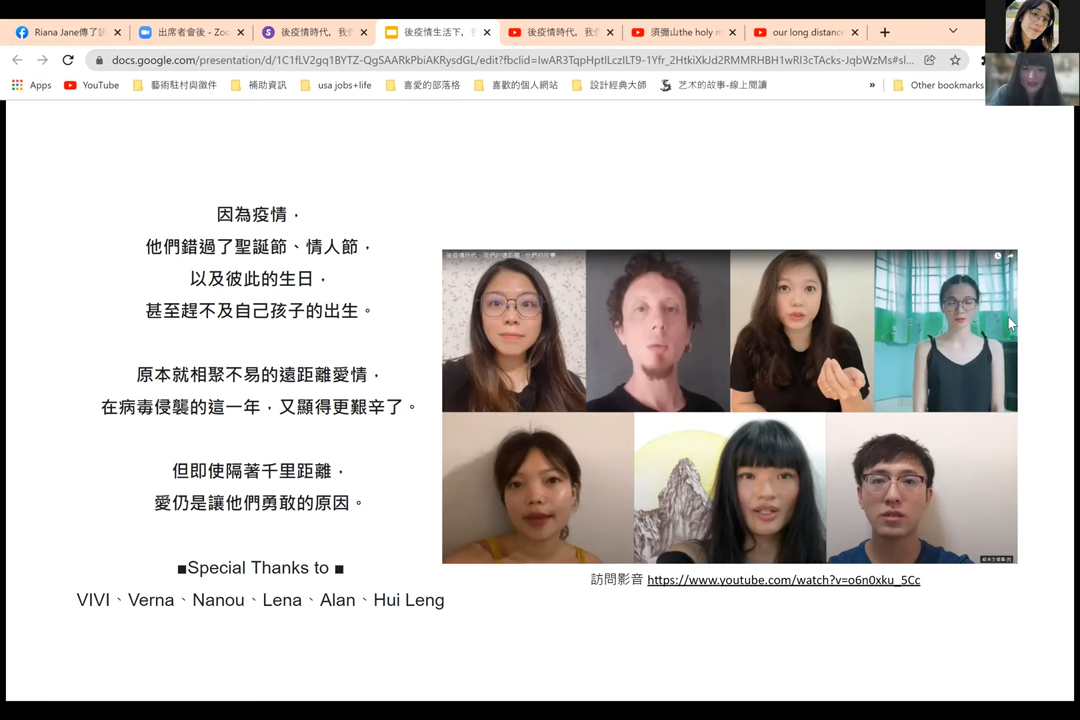 Riana Jane傳了訊
出席者會後 - Zoo
後疫情時代，我們
後疫情生活下，
後疫情時代，我們
須彌山the holy m
our long distance
docs.google.com/presentation/d/1C1fLV2gq1BYTZ-QgSAARkPbiAKRysdGL/edit?fbclid=IwAR3TqpHptlLczlLT9-1Yfr_2HtkiXkJd2RMMRHBH1wRI3cTAcks-JqbWzMs#sl...
Apps
YouTube
藝術駐村與徵件
補助資訊
usa jobs+life
喜愛的部落格
喜歡的個人網站
設計經典大師
艺术的故事-线上閱讀
»
Other bookmarks
因為疫情，
他們錯過了聖誕節、情人節，
以及彼此的生日，
甚至趕不及自己孩子的出生。
原本就相聚不易的遠距離愛情，
在病毒侵襲的這一年，又顯得更艱辛了。
但即使隔著千里距離，
愛仍是讓他們勇敢的原因。
■Special Thanks to ■
VIVI、Verna、Nanou、Lena、Alan、Hui Leng
訪問影音 https://www.youtube.com/watch?v=o6n0xku_5Cc